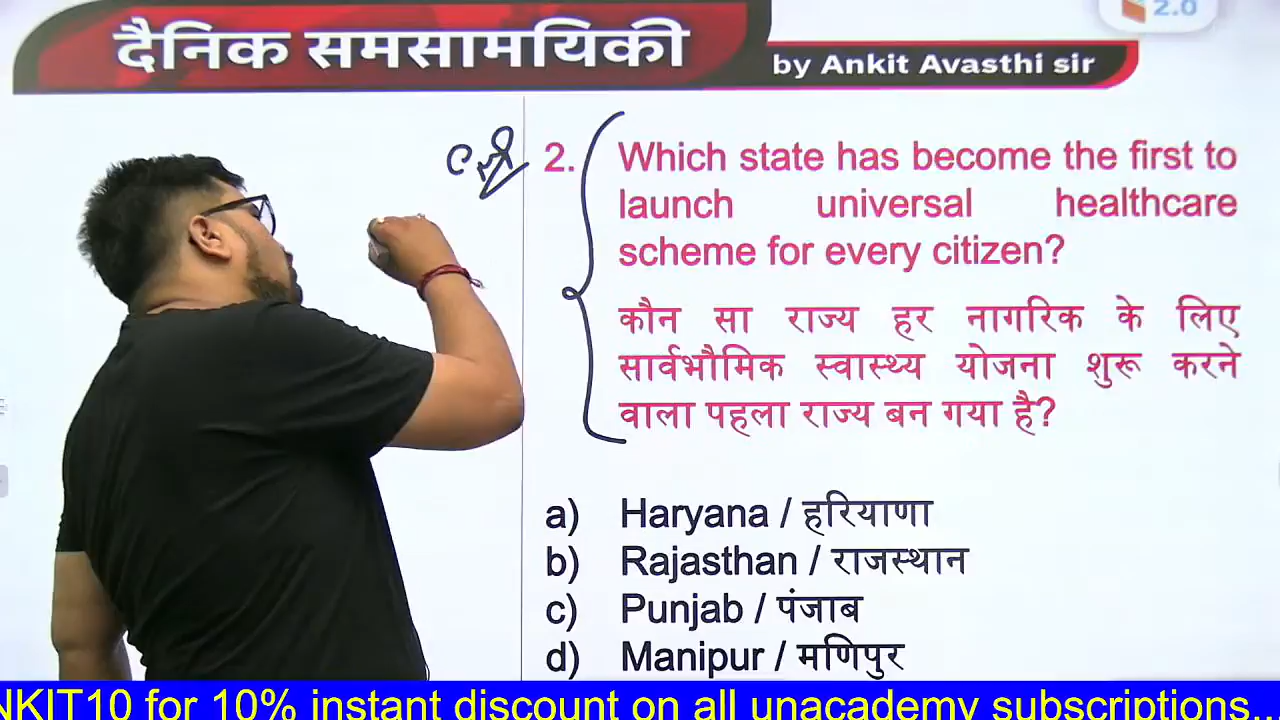 2.0
दैनिक समसामयिकी
by Ankit Avasthi sir
2. Which state has become the first to
launch universal healthcare
scheme for every citizen?
कौन सा राज्य हर नागरिक के लिए
सार्वभौमिक स्वास्थ्य योजना शुरू करने
वाला पहला राज्य बन गया है?
a) Haryana / हरियाणा
b) Rajasthan / राजस्थान
c) Punjab / पंजाब
d) Manipur / मणिपुर
NKIT10 for 10% instant discount on all unacademy subscriptions...